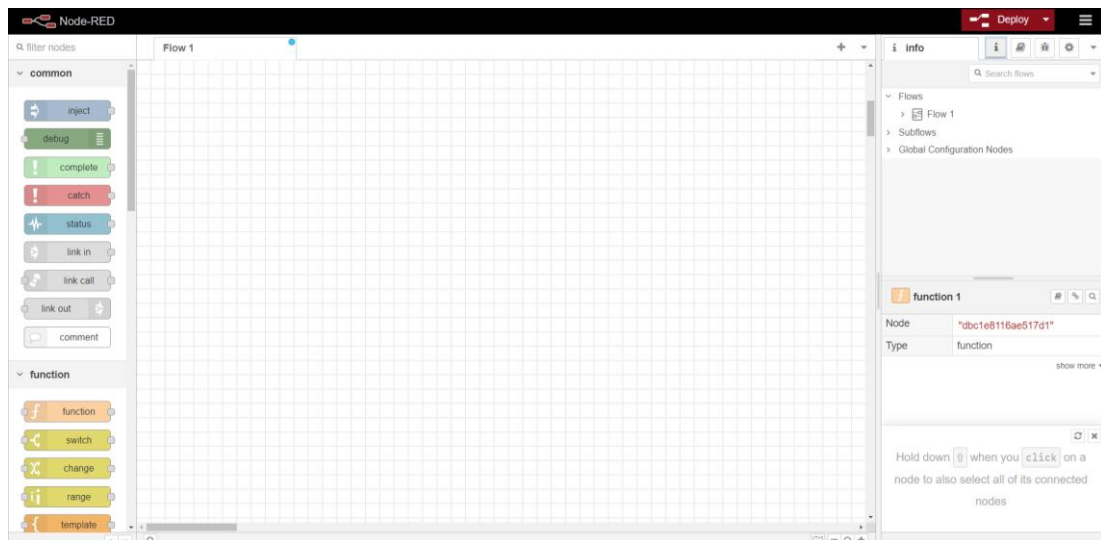 Node-RED
Deploy
filter nodes
Flow 1
info
i
common
Search flows
inject
debug
complete
catch
status
link in
link call
link out
comment
function
function
switch
change
range
template
Flows
Flow 1
Subflows
Global Configuration Nodes
function 1
Node "dbc1e8116ae517d1"
Type function
show more
Hold down ⇧ when you click on a
node to also select all of its connected
nodes